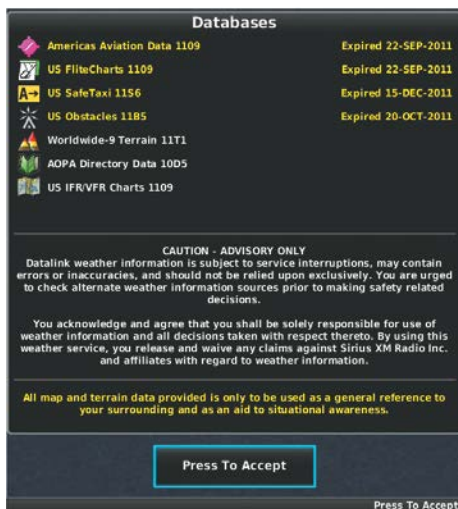 Databases
Americas Aviation Data 1109 Expired 22-SEP-2011
US FliteCharts 1109 Expired 22-SEP-2011
A→ US SafeTaxi 11S6 Expired 15-DEC-2011
US Obstacles 11B5 Expired 20-OCT-2011
Worldwide-9 Terrain 11T1
AOPA Directory Data 10D5
US IFR/VFR Charts 1109
CAUTION - ADVISORY ONLY
Datalink weather information is subject to service interruptions, may contain
errors or inaccuracies, and should not be relied upon exclusively. You are urged
to check alternate weather information sources prior to making safety related
decisions.
You acknowledge and agree that you shall be solely responsible for use of
weather information and all decisions taken with respect thereto. By using this
weather service, you release and waive any claims against Sirius XM Radio Inc.
and affiliates with regard to weather information.
All map and terrain data provided is only to be used as a general reference to
your surrounding and as an aid to situational awareness.
Press To Accept
Press To Accept